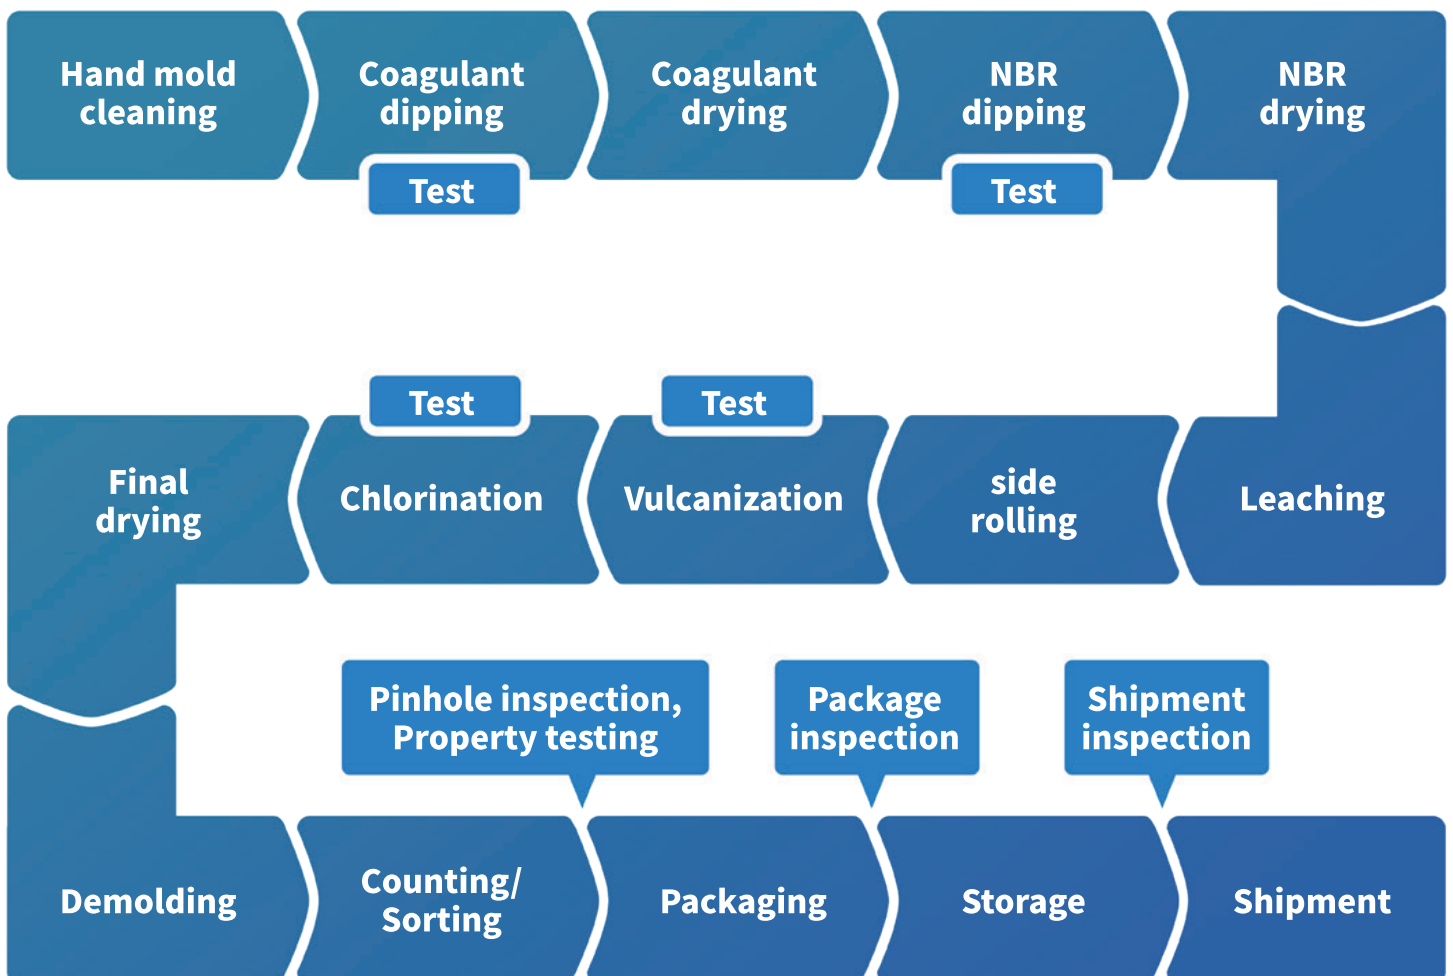 Hand mold
cleaning
Coagulant
dipping
Test
Coagulant
drying
NBR
dipping
Test
NBR
drying
Leaching
side
rolling
Test
Vulcanization
Test
Chlorination
Final
drying
Demolding
Counting/
Sorting
Pinhole inspection,
Property testing
Packaging
Package
inspection
Storage
Shipment
inspection
Shipment